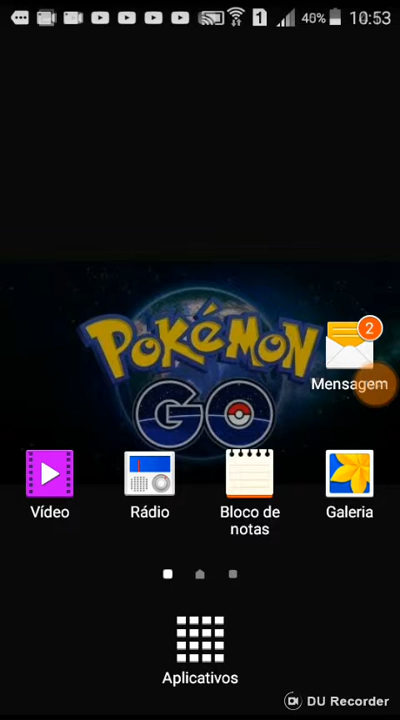 1
46%
10:53
POKÉMON
GO
2
Mensagem
Vídeo
Rádio
Bloco de
notas
Galeria
Aplicativos
DU Recorder